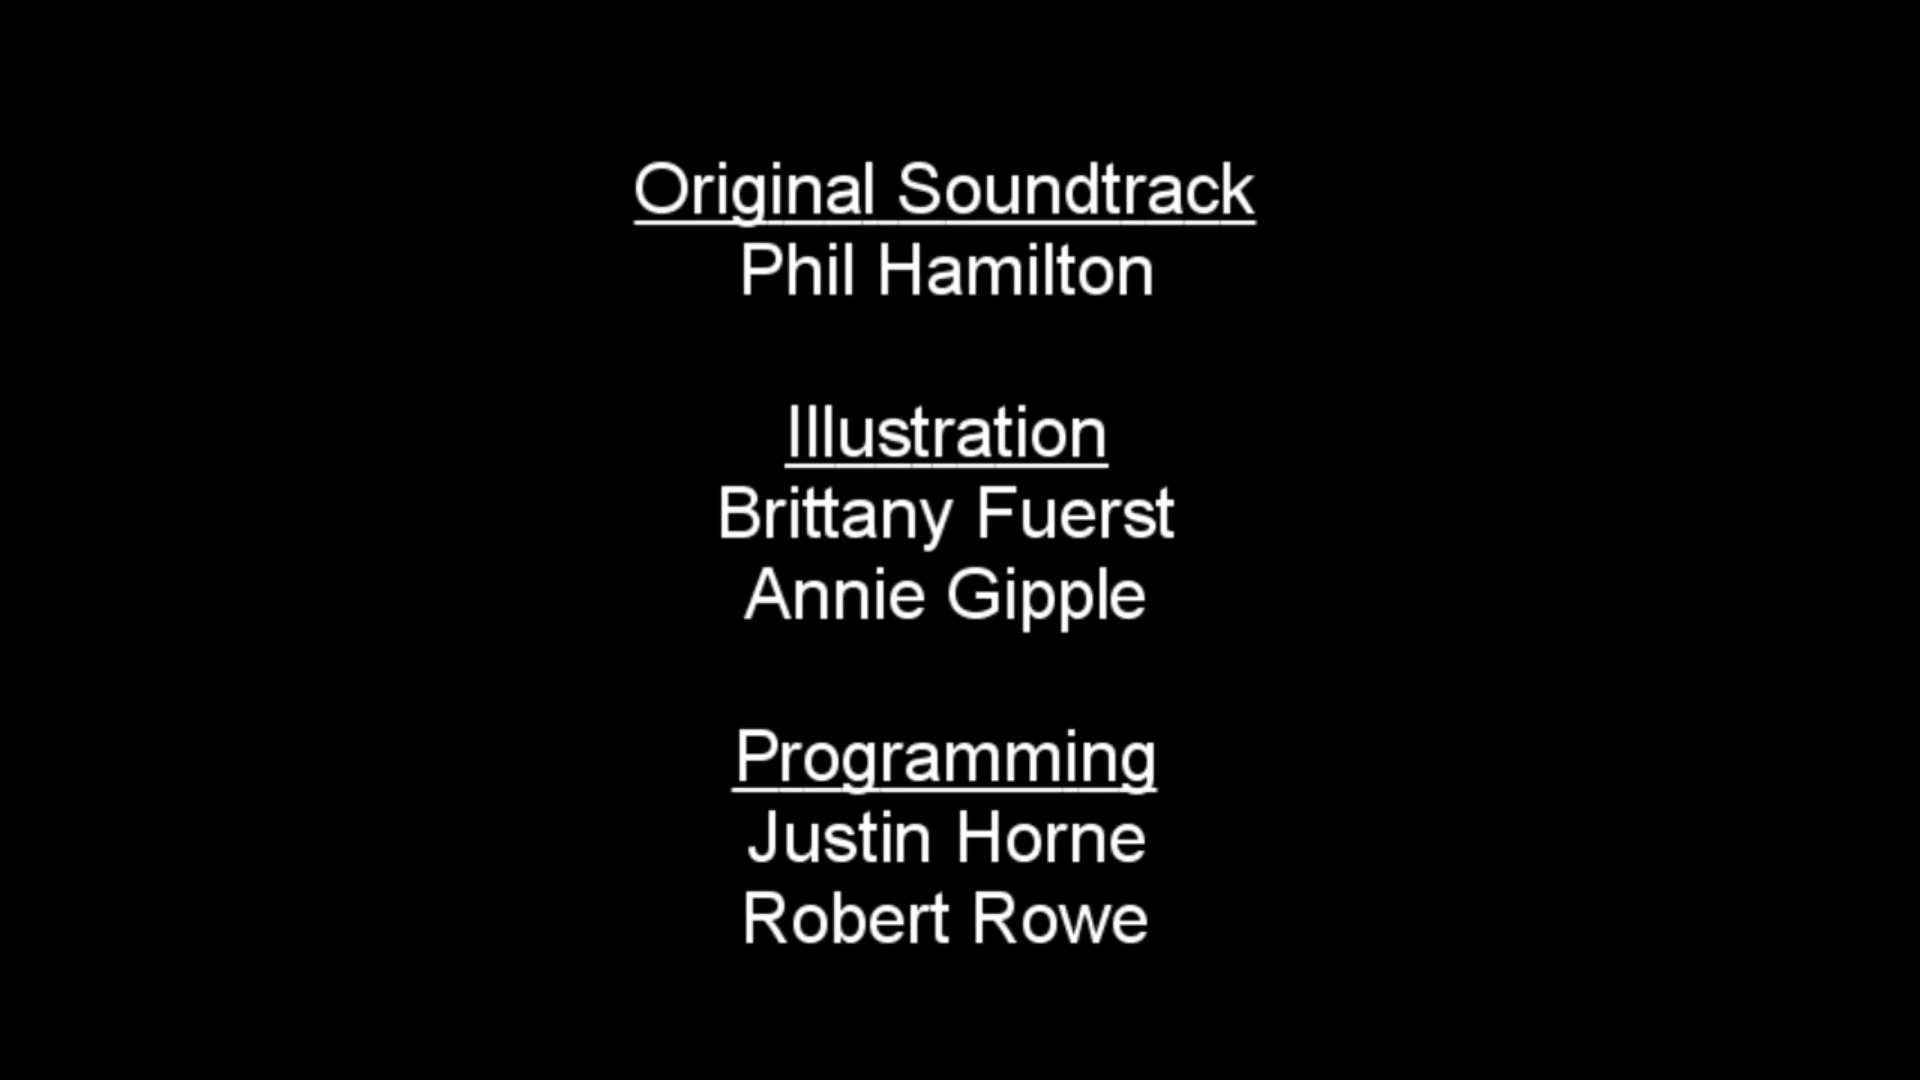 Original Soundtrack
Phil Hamilton
Illustration
Brittany Fuerst
Annie Gipple
Programming
Justin Horne
Robert Rowe